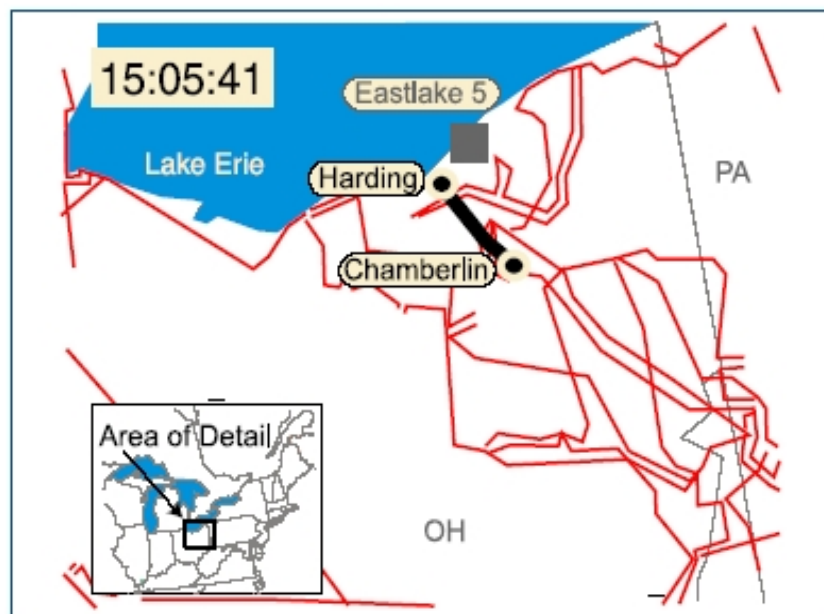 15:05:41
Eastlake 5
Lake Erie
Harding
PA
Chamberlin
Area of Detail
OH